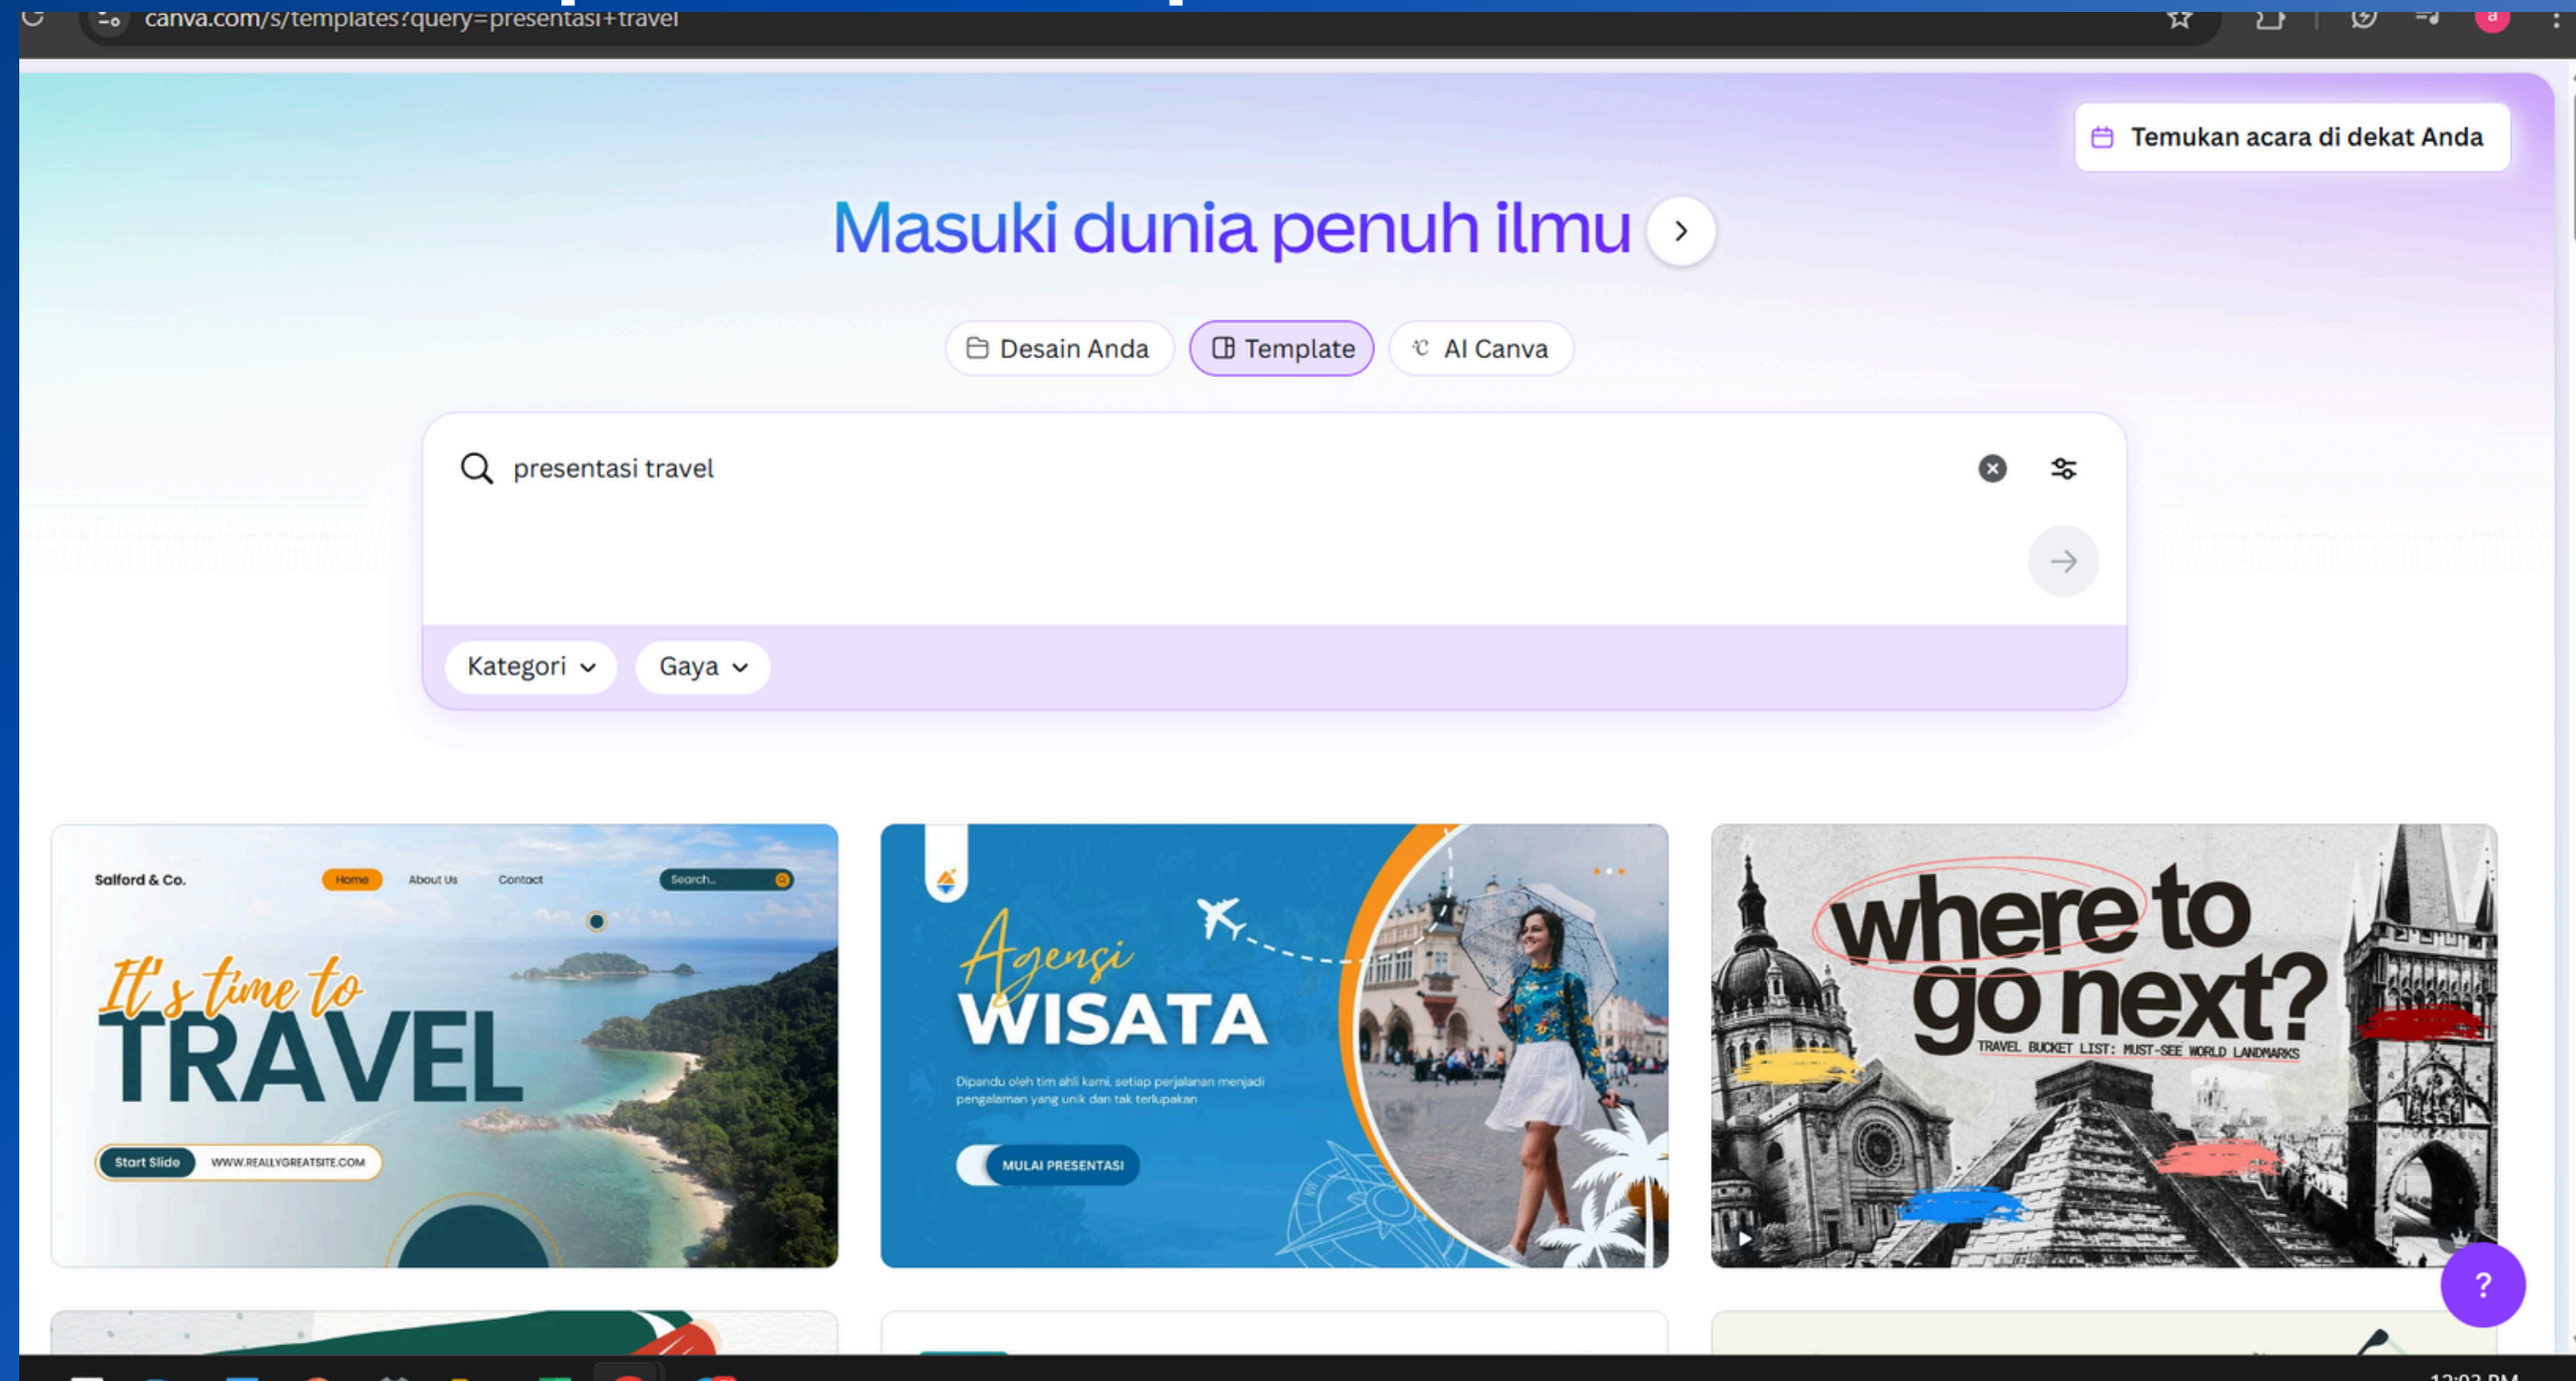 canva.com/s/templates?query=presentasi+travel
a
Temukan acara di dekat Anda
Masuki dunia penuh ilmu
Desain Anda
Template
AI Canva
presentasi travel
Kategori
Gaya
Salford & Co.
Home
About Us
Contact
Search...
It's time to
TRAVEL
Start Slide
WWW.REALLYGREATSITE.COM
Agensi
WISATA
Dipandu oleh tim ahli kami, setiap perjalanan menjadi
pengalaman yang unik dan tak terlupakan
MULAI PRESENTASI
where to
go next?
TRAVEL BUCKET LIST: MUST-SEE WORLD LANDMARKS
?
12:03 PM